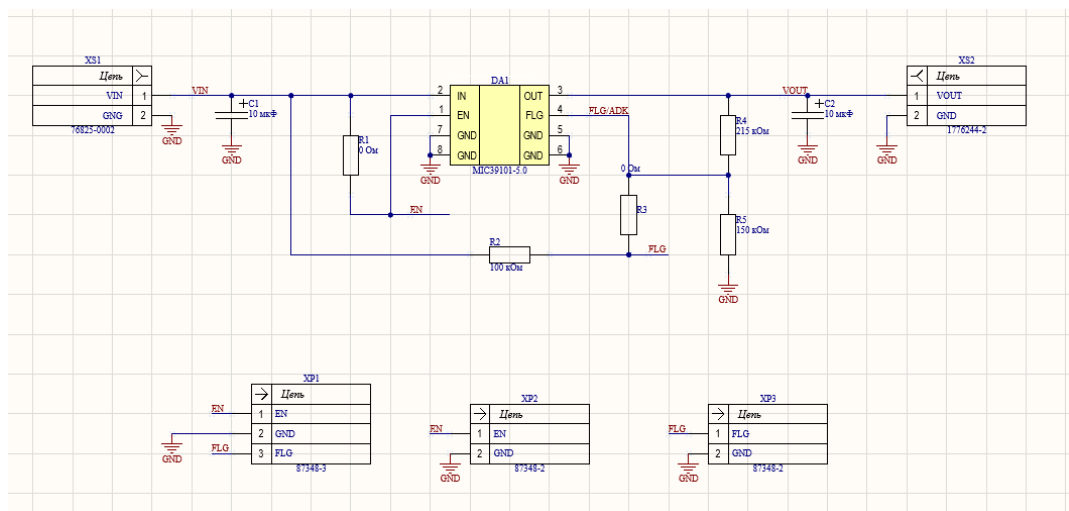 XS1
Цепь
VIN 1
GNG 2
76825-0002
GND
VIN
C1
10 мкФ
GND
R1
0 Ом
EN
DA1
2 IN OUT 3
1 EN FLG 4
7 GND GND 5
8 GND GND 6
MIC39101-5.0
GND
GND
FLG/ADK
0 Ом
R3
FLG
R2
100 кОм
R4
215 кОм
R5
150 кОм
GND
VOUT
C2
10 мкФ
GND
GND
XS2
Цепь
1 VOUT
2 GND
1776244-2
XP1
Цепь
EN 1 EN
2 GND
FLG 3 FLG
GND
87348-3
XP2
Цепь
EN 1 EN
2 GND
GND
87348-2
XP3
Цепь
FLG 1 FLG
2 GND
GND
87348-2